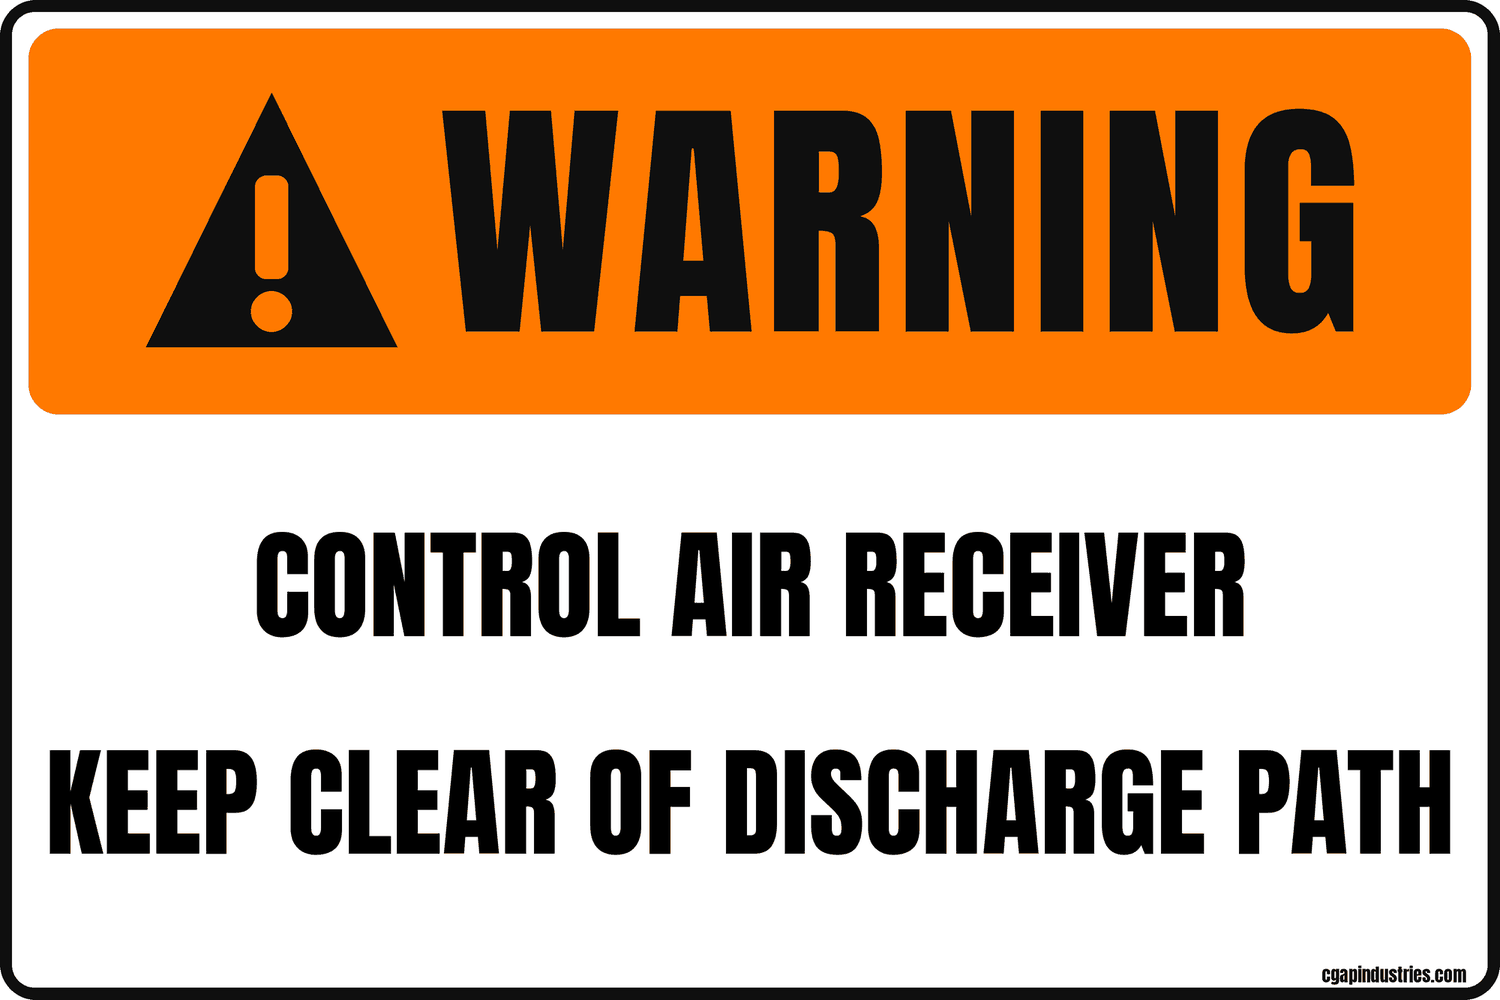 WARNING
CONTROL AIR RECEIVER
KEEP CLEAR OF DISCHARGE PATH
cgapindustries.com